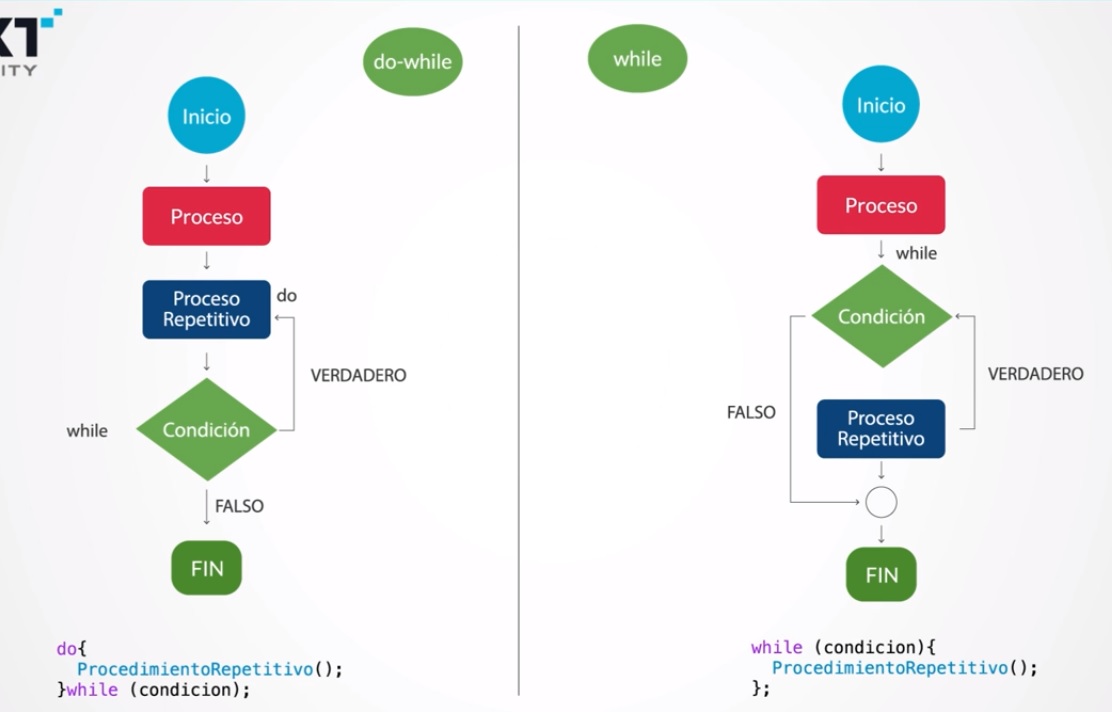 XT
ITY
do-while
Inicio
Proceso
Proceso
Repetitivo
do
VERDADERO
while
Condición
FALSO
FIN
do{
ProcedimientoRepetitivo();
}while (condicion);
while
Inicio
Proceso
while
Condición
VERDADERO
FALSO
Proceso
Repetitivo
FIN
while (condicion){
ProcedimientoRepetitivo();
};